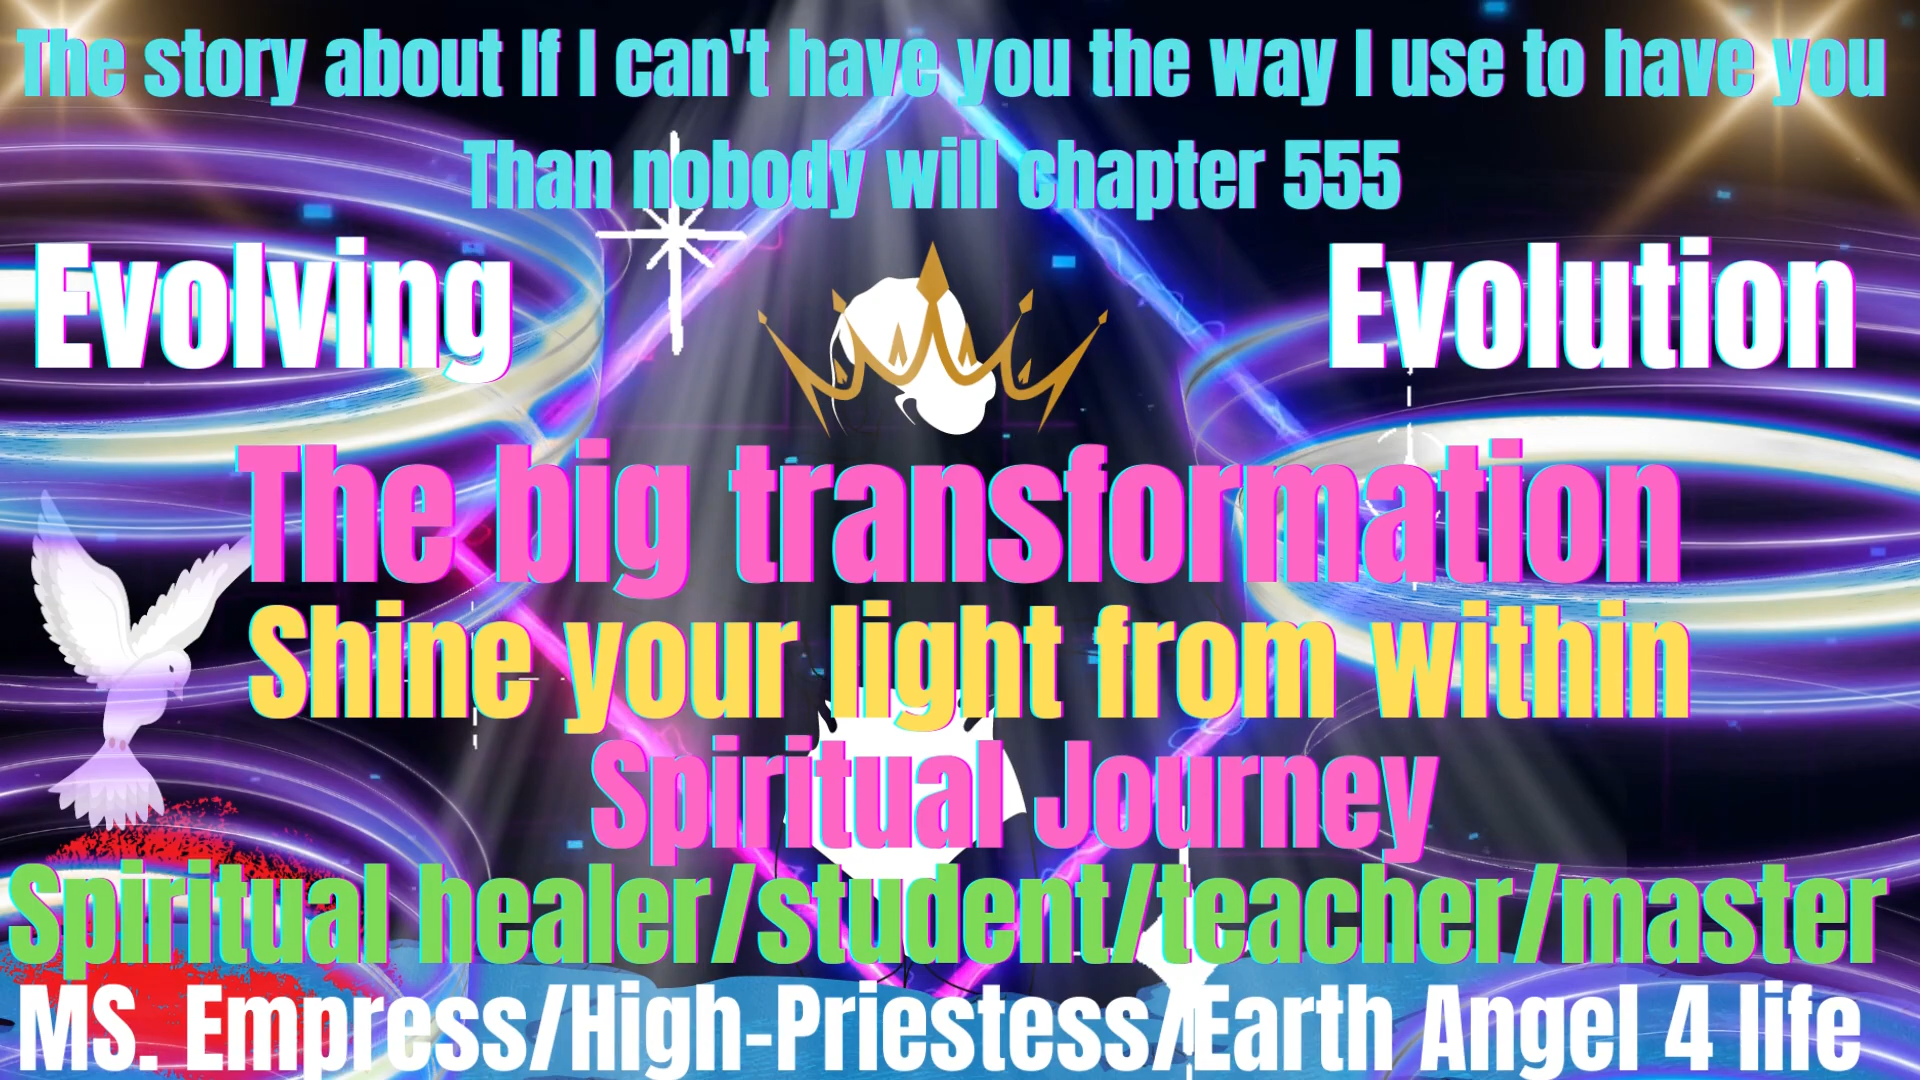 The story about If I can't have you the way I use to have you
Than nobody will chapter 555
Evolving
Evolution
The big transformation
Shine your light from within
Spiritual Journey
Spiritual healer/student/teacher/master
MS. Empress/High-Priestess/Earth Angel 4 life